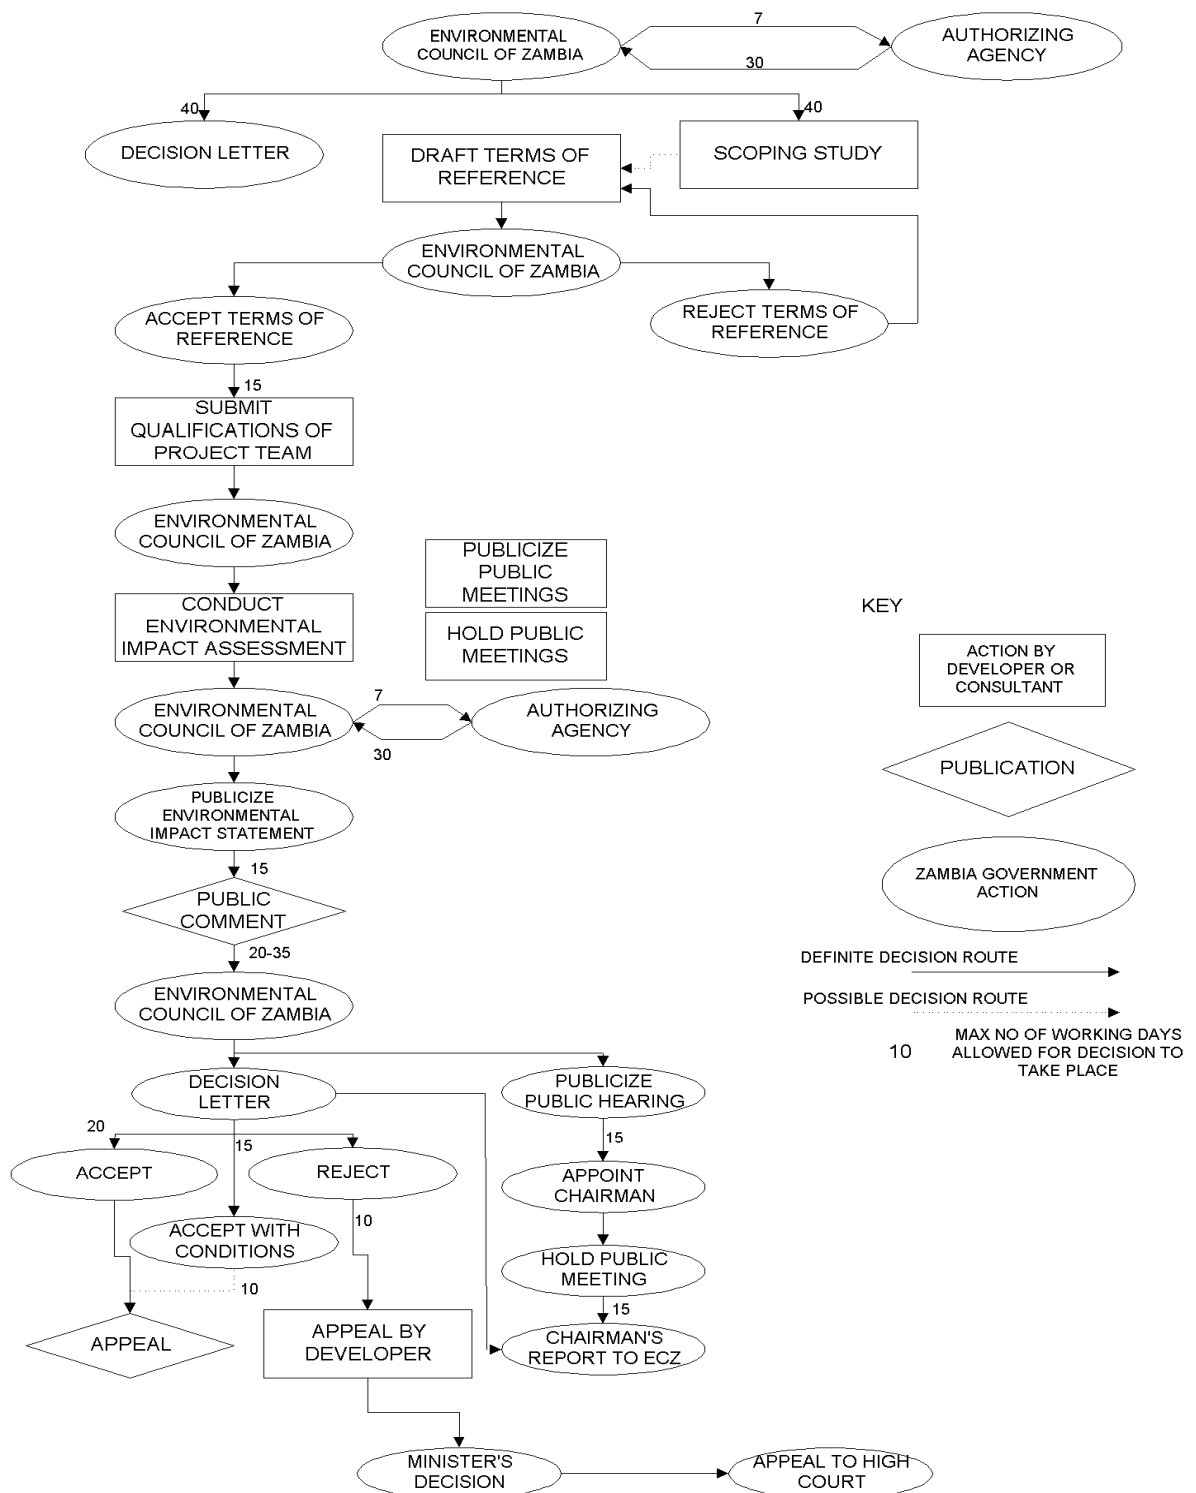 7
ENVIRONMENTAL
COUNCIL OF ZAMBIA
AUTHORIZING
AGENCY
30
40
40
DECISION LETTER
DRAFT TERMS OF
REFERENCE
SCOPING STUDY
ENVIRONMENTAL
COUNCIL OF ZAMBIA
ACCEPT TERMS OF
REFERENCE
REJECT TERMS OF
REFERENCE
15
SUBMIT
QUALIFICATIONS OF
PROJECT TEAM
ENVIRONMENTAL
COUNCIL OF ZAMBIA
PUBLICIZE
PUBLIC
MEETINGS
CONDUCT
ENVIRONMENTAL
IMPACT ASSESSMENT
HOLD PUBLIC
MEETINGS
ENVIRONMENTAL
COUNCIL OF ZAMBIA
7
30
AUTHORIZING
AGENCY
PUBLICIZE
ENVIRONMENTAL
IMPACT STATEMENT
15
PUBLIC
COMMENT
20-35
ENVIRONMENTAL
COUNCIL OF ZAMBIA
DECISION
LETTER
PUBLICIZE
PUBLIC HEARING
20
15
15
ACCEPT
REJECT
APPOINT
CHAIRMAN
10
ACCEPT WITH
CONDITIONS
HOLD PUBLIC
MEETING
10
15
APPEAL
APPEAL BY
DEVELOPER
CHAIRMAN'S
REPORT TO ECZ
MINISTER'S
DECISION
APPEAL TO HIGH
COURT
KEY
ACTION BY
DEVELOPER OR
CONSULTANT
PUBLICATION
ZAMBIA GOVERNMENT
ACTION
DEFINITE DECISION ROUTE
POSSIBLE DECISION ROUTE
10
MAX NO OF WORKING DAYS
ALLOWED FOR DECISION TO
TAKE PLACE